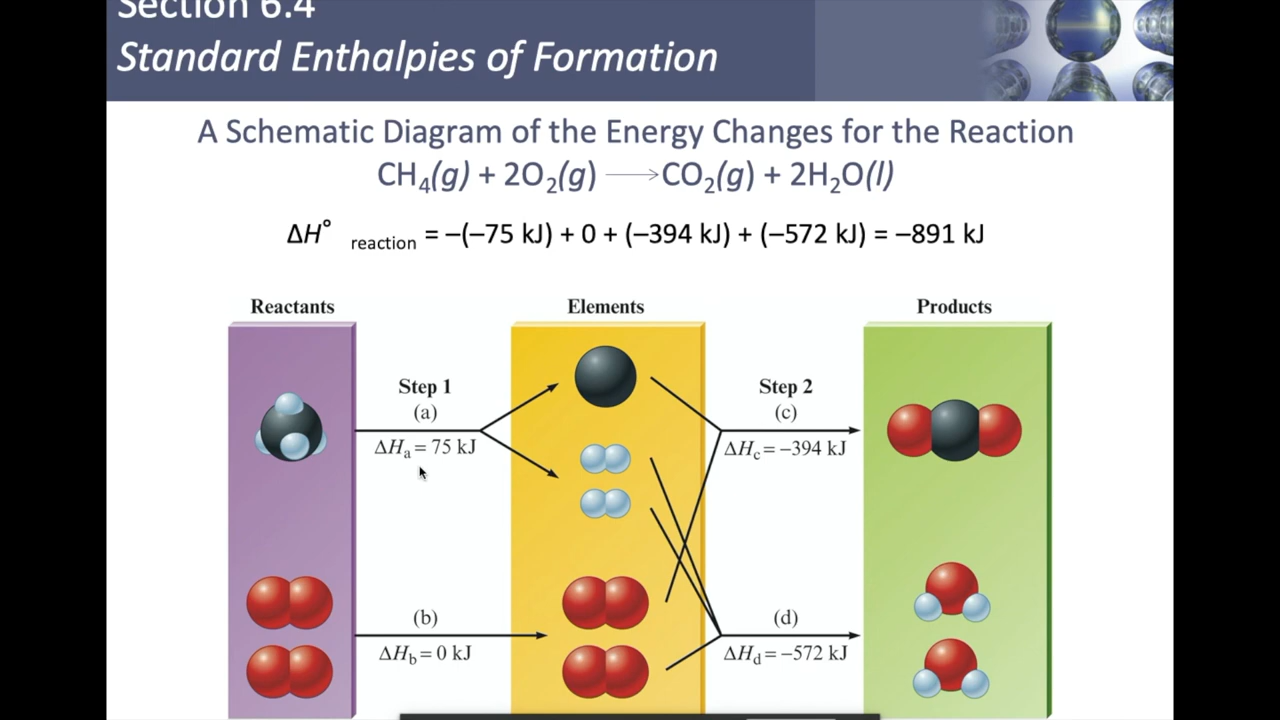 Section 6.4
Standard Enthalpies of Formation
A Schematic Diagram of the Energy Changes for the Reaction
CH₄(g) + 2O₂(g) ⟶ CO₂(g) + 2H₂O(l)
ΔH° reaction = –(–75 kJ) + 0 + (–394 kJ) + (–572 kJ) = –891 kJ
Reactants Elements Products
Step 1 Step 2
(a) (c)
ΔHₐ = 75 kJ ΔH꜀ = –394 kJ
(b) (d)
ΔHb = 0 kJ ΔHd = –572 kJ